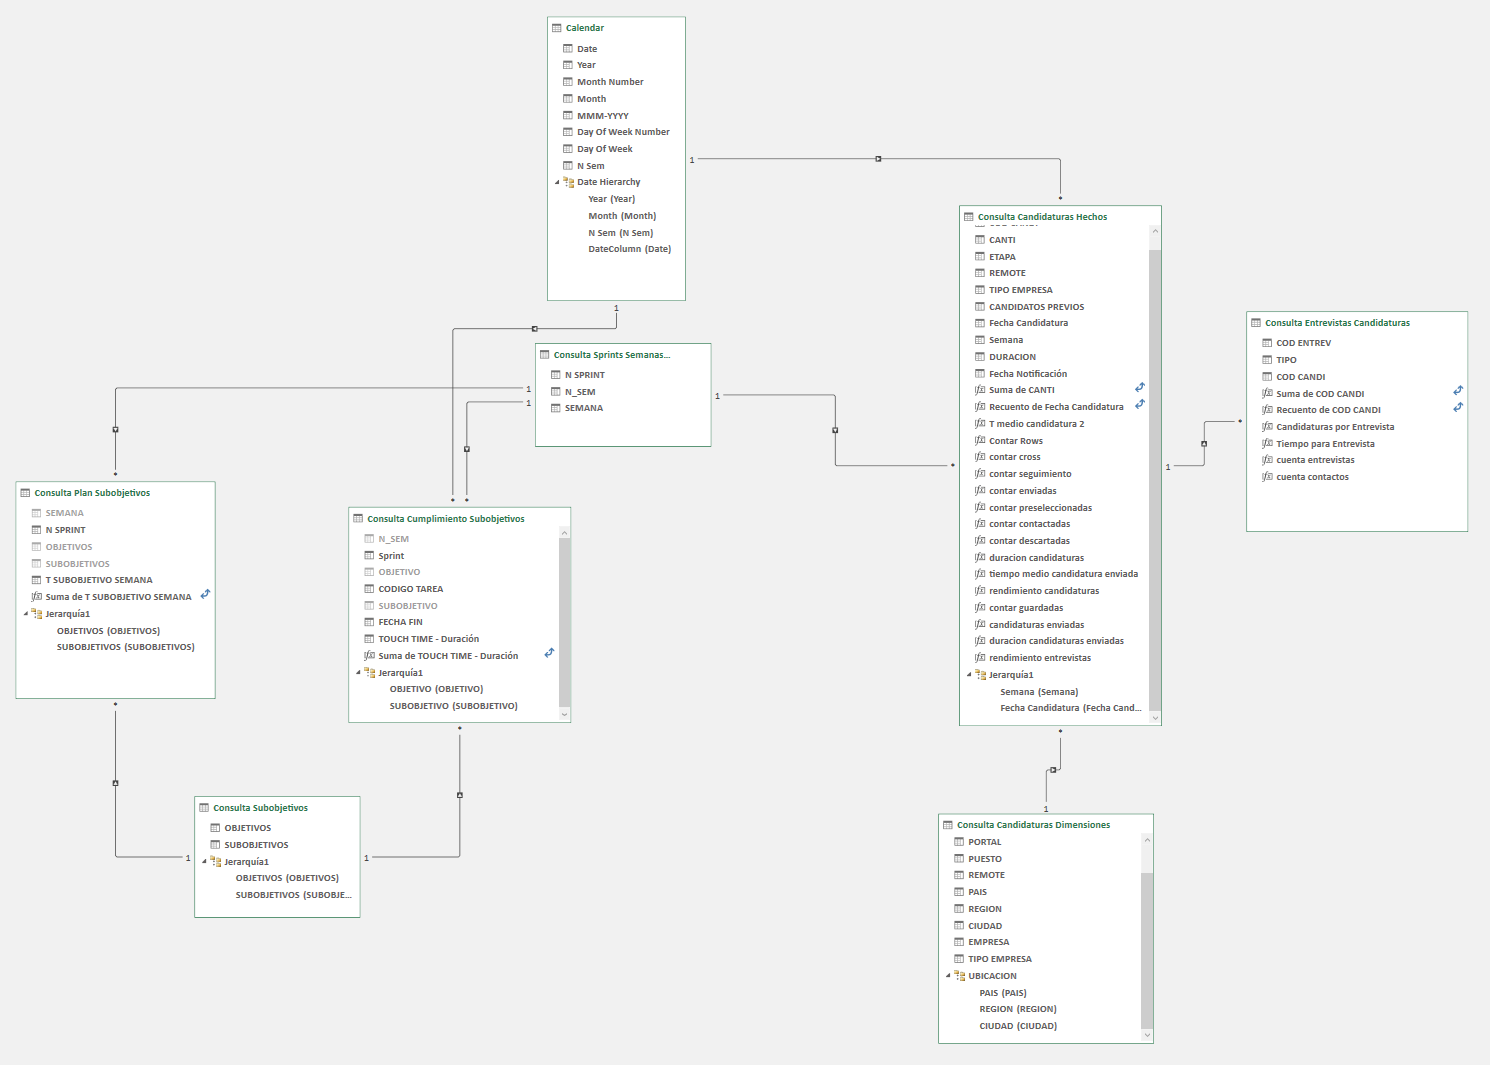 Calendar
Date
Year
Month Number
Month
MMM-YYYY
Day Of Week Number
Day Of Week
N Sem
Date Hierarchy
Year (Year)
Month (Month)
N Sem (N Sem)
DateColumn (Date)
1
1
*
Consulta Sprints Semanas...
N SPRINT
N_SEM
SEMANA
1
1
1
*
*
*
*
Consulta Candidaturas Hechos
CANTI
ETAPA
REMOTE
TIPO EMPRESA
CANDIDATOS PREVIOS
Fecha Candidatura
Semana
DURACION
Fecha Notificación
Suma de CANTI
Recuento de Fecha Candidatura
T medio candidatura 2
Contar Rows
contar cross
contar seguimiento
contar enviadas
contar preseleccionadas
contar contactadas
contar descartadas
duracion candidaturas
tiempo medio candidatura enviada
rendimiento candidaturas
contar guardadas
candidaturas enviadas
duracion candidaturas enviadas
rendimiento entrevistas
Jerarquía1
Semana (Semana)
Fecha Candidatura (Fecha Cand...
1
*
Consulta Entrevistas Candidaturas
COD ENTREV
TIPO
COD CANDI
Suma de COD CANDI
Recuento de COD CANDI
Candidaturas por Entrevista
Tiempo para Entrevista
cuenta entrevistas
cuenta contactos
Consulta Plan Subobjetivos
SEMANA
N SPRINT
OBJETIVOS
SUBOBJETIVOS
T SUBOBJETIVO SEMANA
Suma de T SUBOBJETIVO SEMANA
Jerarquía1
OBJETIVOS (OBJETIVOS)
SUBOBJETIVOS (SUBOBJETIVOS)
*
Consulta Cumplimiento Subobjetivos
N_SEM
Sprint
OBJETIVO
CODIGO TAREA
SUBOBJETIVO
FECHA FIN
TOUCH TIME - Duración
Suma de TOUCH TIME - Duración
Jerarquía1
OBJETIVO (OBJETIVO)
SUBOBJETIVO (SUBOBJETIVO)
*
Consulta Subobjetivos
OBJETIVOS
SUBOBJETIVOS
Jerarquía1
OBJETIVOS (OBJETIVOS)
SUBOBJETIVOS (SUBOBJE...
1
1
*
1
Consulta Candidaturas Dimensiones
PORTAL
PUESTO
REMOTE
PAIS
REGION
CIUDAD
EMPRESA
TIPO EMPRESA
UBICACION
PAIS (PAIS)
REGION (REGION)
CIUDAD (CIUDAD)